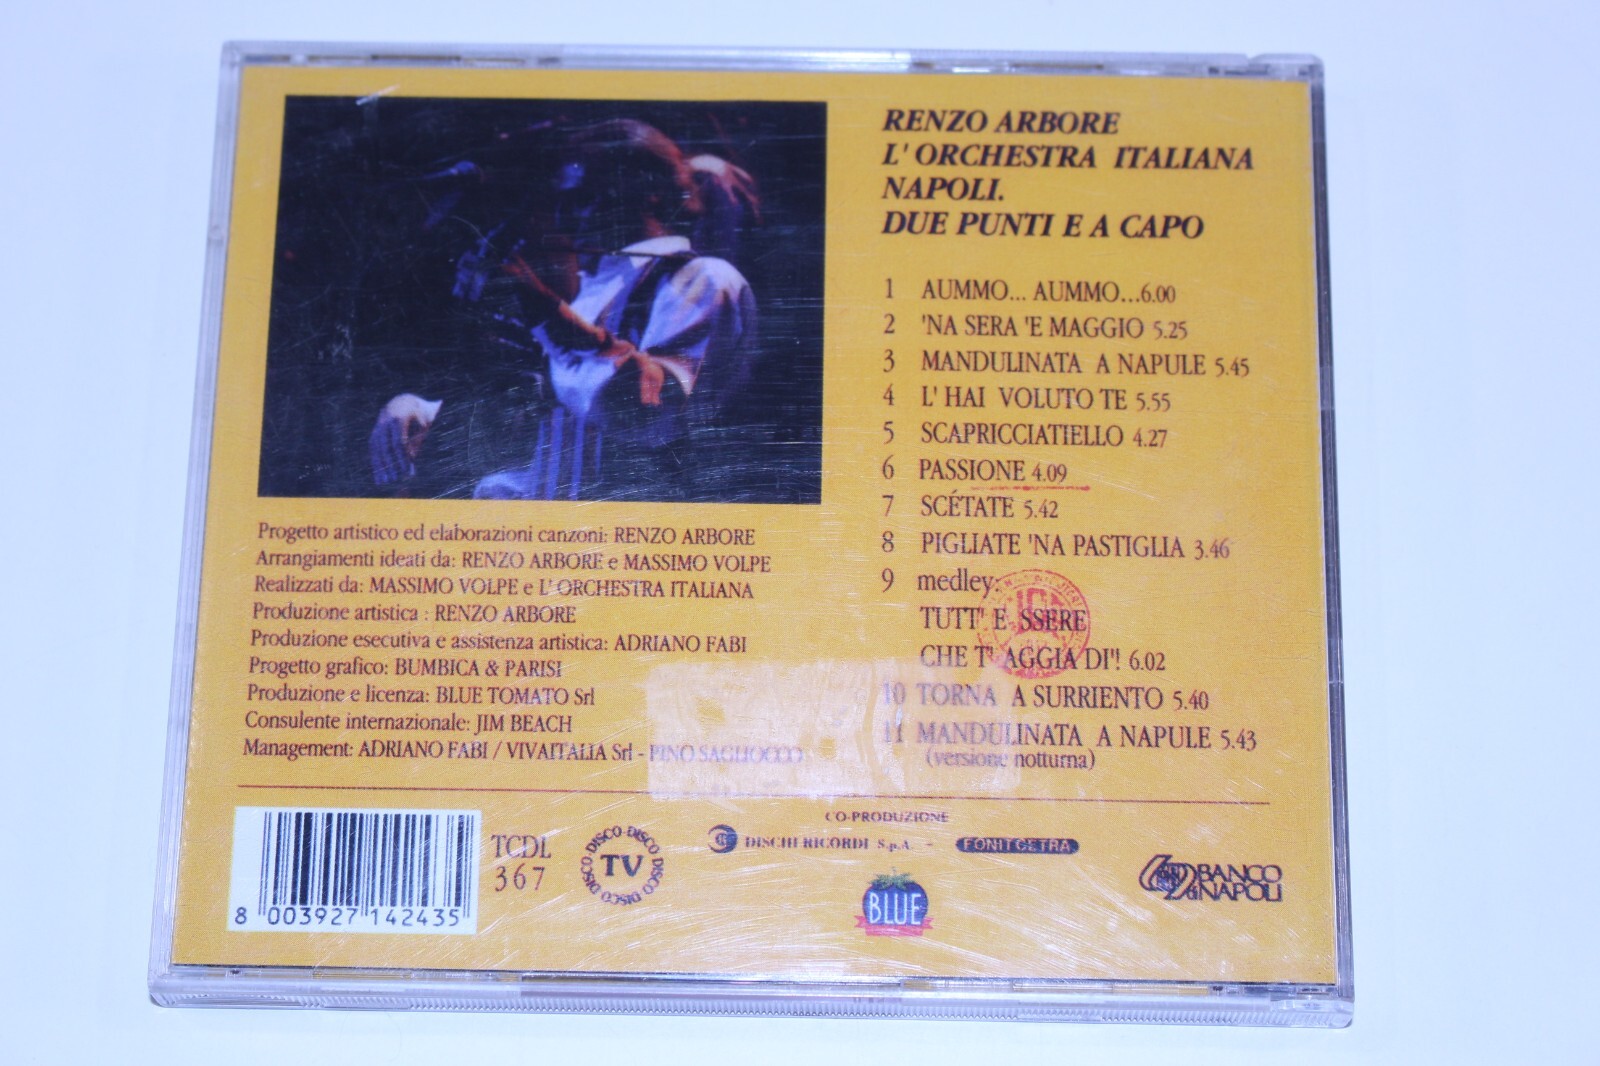 RENZO ARBORE
L' ORCHESTRA ITALIANA
NAPOLI.
DUE PUNTI E A CAPO
1 AUMMO... AUMMO...6.00
2 'NA SERA 'E MAGGIO 5.25
3 MANDULINATA A NAPULE 5.45
4 L' HAI VOLUTO TE 5.55
5 SCAPRICCIATIELLO 4.27
6 PASSIONE 4.09
7 SCÉTATE 5.42
8 PIGLIATE 'NA PASTIGLIA 3.46
9 medley:
TUTT' E SSERE
CHE T' AGGIA DI'! 6.02
10 TORNA A SURRIENTO 5.40
11 MANDULINATA A NAPULE 5.43
(versione notturna)
Progetto artistico ed elaborazioni canzoni: RENZO ARBORE
Arrangiamenti ideati da: RENZO ARBORE e MASSIMO VOLPE
Realizzati da: MASSIMO VOLPE e L' ORCHESTRA ITALIANA
Produzione artistica : RENZO ARBORE
Produzione esecutiva e assistenza artistica: ADRIANO FABI
Progetto grafico: BUMBICA & PARISI
Produzione e licenza: BLUE TOMATO Srl
Consulente internazionale: JIM BEACH
Management: ADRIANO FABI / VIVAITALIA Srl - PINO SAGLIOCCO
8 003927 142435
TCDL
367
DISCO DISCO DISCO DISCO DISCO
TV
CO-PRODUZIONE
DISCHI RICORDI S.p.A. - FONIT CETRA
BLUE
BANCO
di NAPOLI